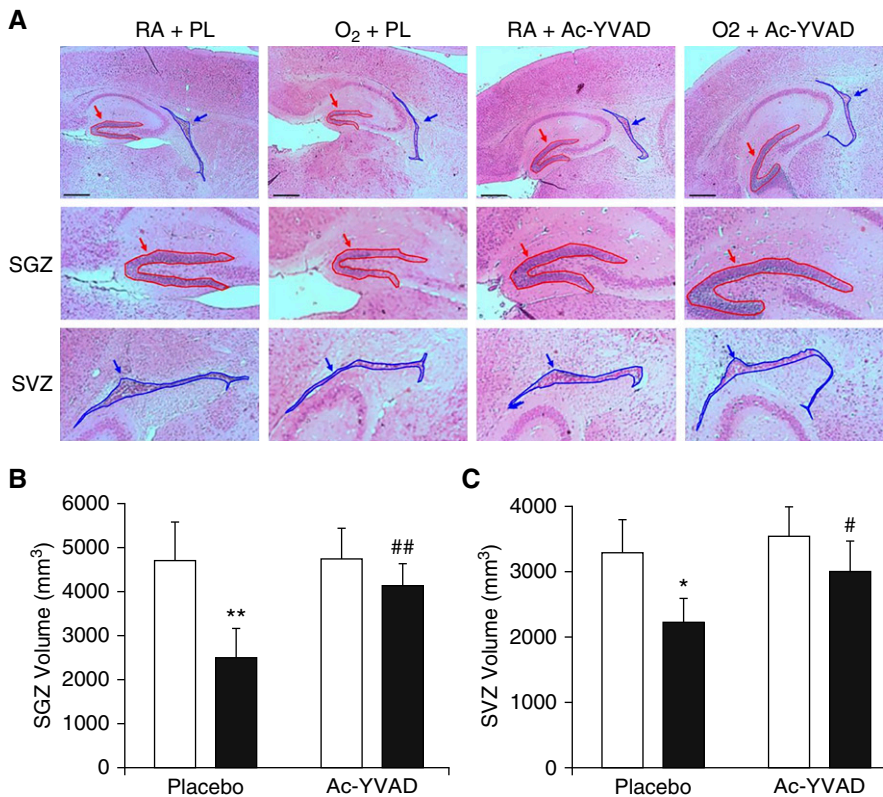 A
RA + PL
O₂ + PL
RA + Ac-YVAD
O2 + Ac-YVAD
SGZ
SVZ
B
SGZ Volume (mm³)
6000
5000
4000
3000
2000
1000
0
**
##
Placebo
Ac-YVAD
C
SVZ Volume (mm³)
4000
3000
2000
1000
0
*
#
Placebo
Ac-YVAD